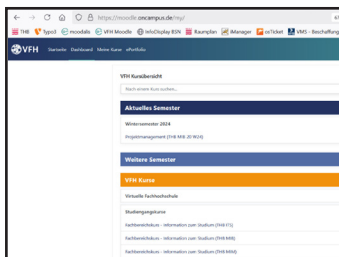 https://moodle.oncampus.de/my/
THB Typo3 moodalis VFH Moodle InfoDisplay BSN Raumplan iManager osTicket VMS - Beschaffung
VFH Startseite Dashboard Meine Kurse ePortfolio
VFH Kursübersicht
Nach einem Kurs suchen...
Aktuelles Semester
Wintersemester 2024
Projektmanagement (THB MIB 20 W24)
Weitere Semester
VFH Kurse
Virtuelle Fachhochschule
Studiengangskurse
Fachbereichskurs - Information zum Studium (THB ITS)
Fachbereichskurs - Information zum Studium (THB MIB)
Fachbereichskurs - Information zum Studium (THB MIM)